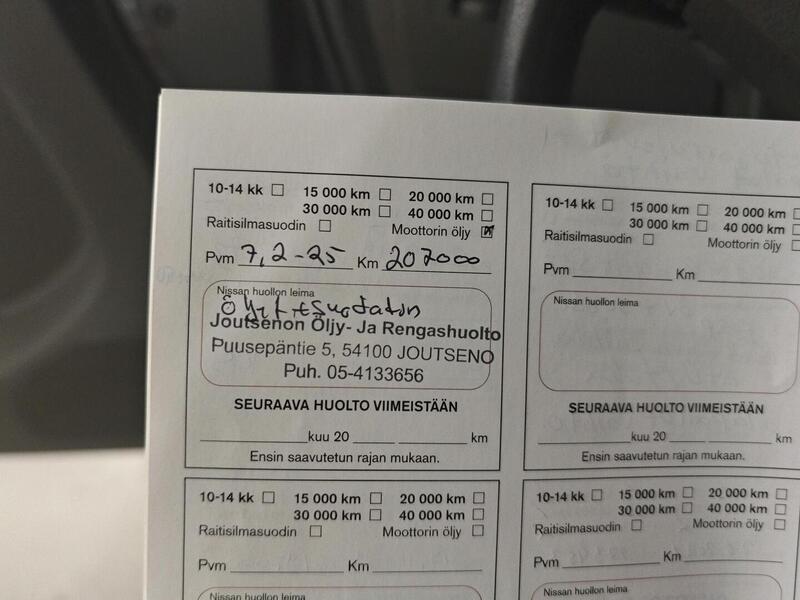 10-14 kk 15 000 km 20 000 km
30 000 km 40 000 km
Raitisilmasuodin Moottorin öljy
Pvm 7,2-25 Km 207000
Nissan huollon leima
Öljyt + suodatin
Joutsenon Öljy- Ja Rengashuolto
Puusepäntie 5, 54100 JOUTSENO
Puh. 05-4133656
SEURAAVA HUOLTO VIIMEISTÄÄN
kuu 20 km
Ensin saavutetun rajan mukaan.
10-14 kk 15 000 km 20 000 km
30 000 km 40 000 km
Raitisilmasuodin Moottorin öljy
Pvm Km
Nissan huollon leima
SEURAAVA HUOLTO VIIMEISTÄÄN
kuu 20 km
Ensin saavutetun rajan mukaan.
10-14 kk 15 000 km 20 000 km
30 000 km 40 000 km
Raitisilmasuodin Moottorin öljy
Pvm Km
Nissan huollon leima
10-14 kk 15 000 km 20 000 km
30 000 km 40 000 km
Raitisilmasuodin Moottorin öljy
Pvm Km
Nissan huollon leima